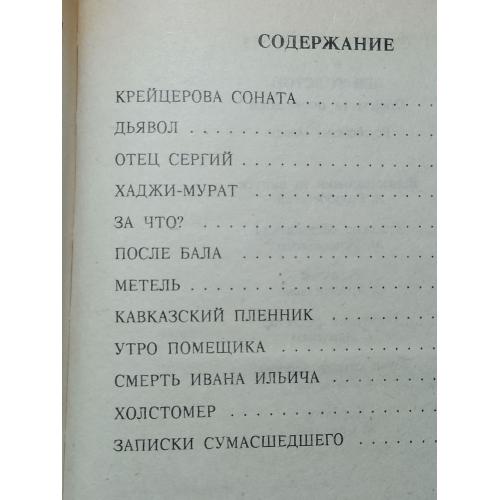 СОДЕРЖАНИЕ
КРЕЙЦЕРОВА СОНАТА . . . . . . . . . .
ДЬЯВОЛ . . . . . . . . . . . . . . . . . .
ОТЕЦ СЕРГИЙ . . . . . . . . . . . . . .
ХАДЖИ-МУРАТ . . . . . . . . . . . . . .
ЗА ЧТО? . . . . . . . . . . . . . . . . .
ПОСЛЕ БАЛА . . . . . . . . . . . . . . .
МЕТЕЛЬ . . . . . . . . . . . . . . . . . .
КАВКАЗСКИЙ ПЛЕННИК . . . . . . . . .
УТРО ПОМЕЩИКА . . . . . . . . . . . .
СМЕРТЬ ИВАНА ИЛЬИЧА . . . . . . . . .
ХОЛСТОМЕР . . . . . . . . . . . . . . . .
ЗАПИСКИ СУМАСШЕДШЕГО . . . . . .